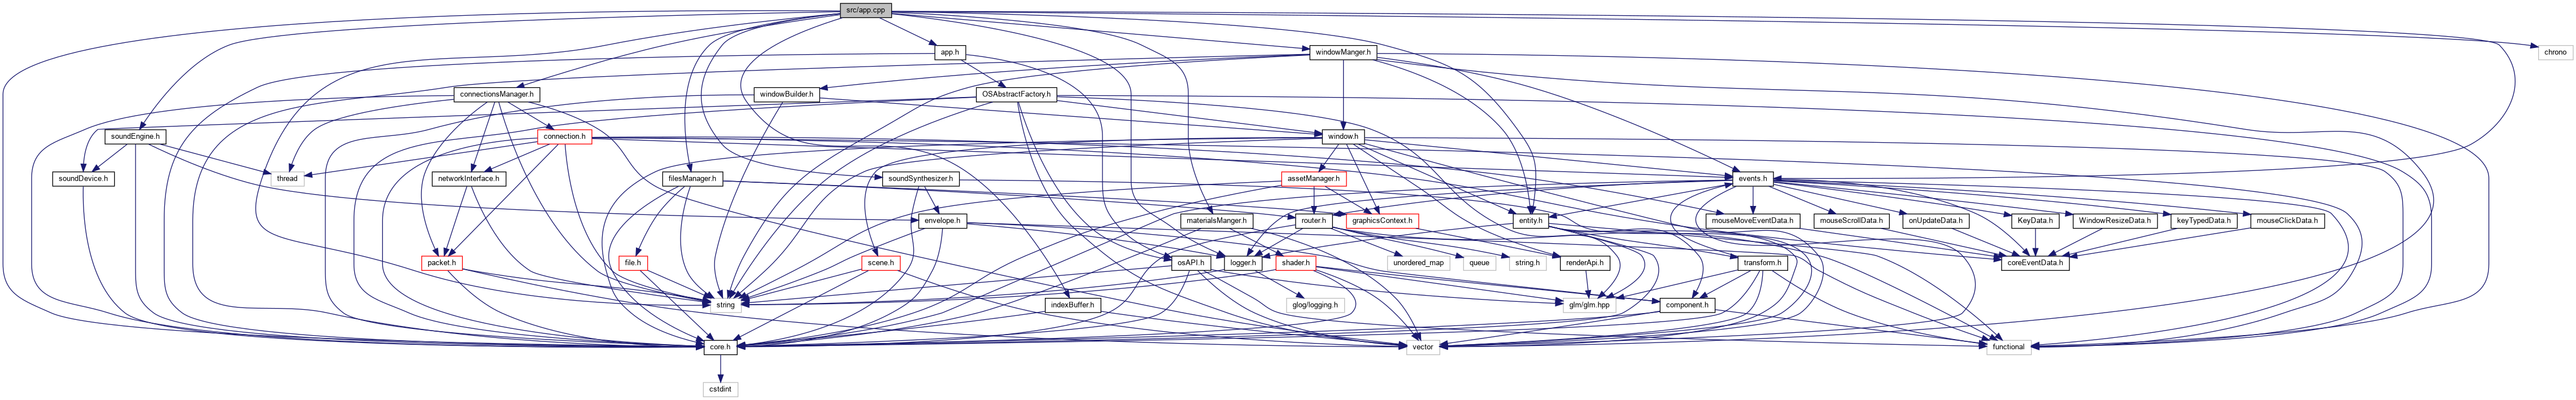 src/app.cpp
app.h
windowManger.h
chrono
connectionsManager.h
windowBuilder.h
OSAbstractFactory.h
soundEngine.h
connection.h
window.h
soundDevice.h
thread
networkInterface.h
filesManager.h
soundSynthesizer.h
assetManager.h
events.h
envelope.h
materialsManger.h
router.h
graphicsContext.h
entity.h
mouseMoveEventData.h
mouseScrollData.h
onUpdateData.h
KeyData.h
WindowResizeData.h
keyTypedData.h
mouseClickData.h
packet.h
file.h
scene.h
osAPI.h
logger.h
shader.h
unordered_map
queue
string.h
renderApi.h
transform.h
coreEventData.h
string
indexBuffer.h
glog/logging.h
glm/glm.hpp
component.h
core.h
vector
functional
cstdint